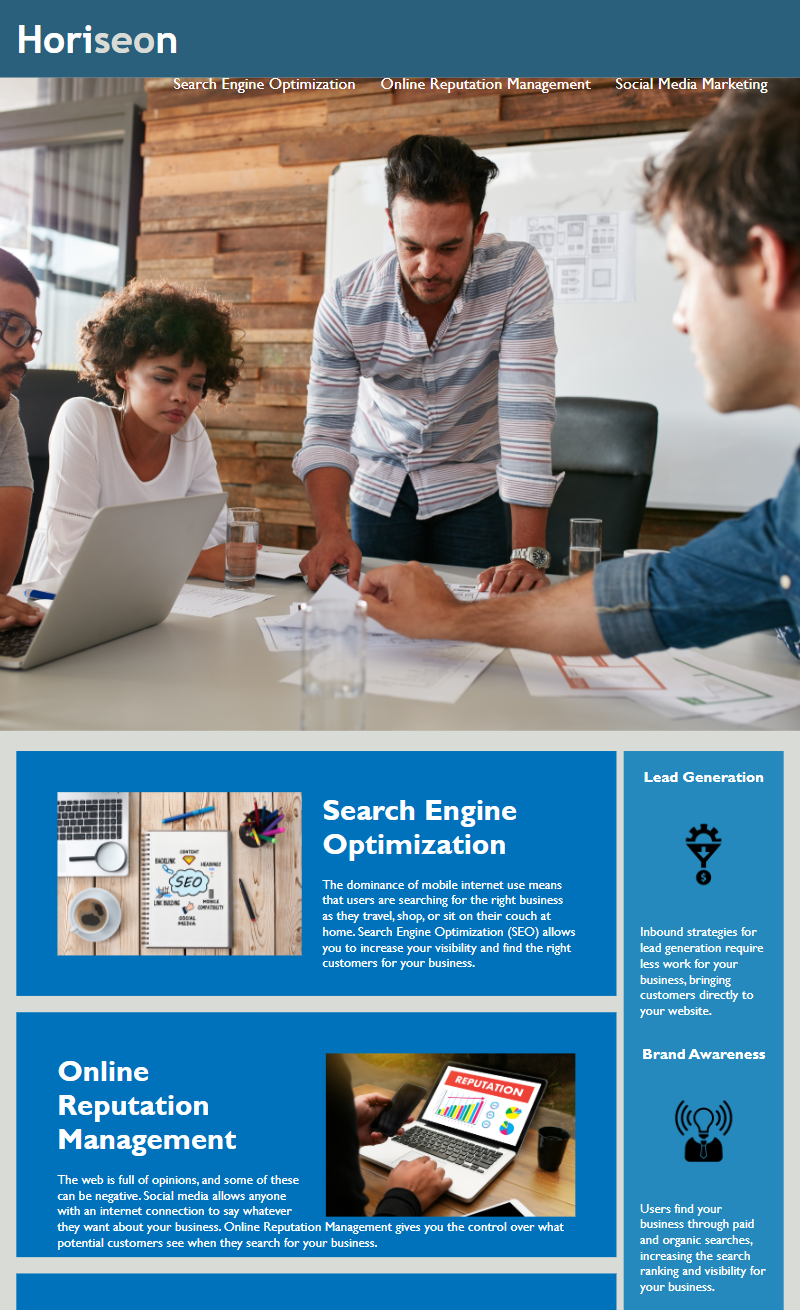 Horiseon
Search Engine Optimization Online Reputation Management Social Media Marketing
Search Engine
Optimization
The dominance of mobile internet use means
that users are searching for the right business
as they travel, shop, or sit on their couch at
home. Search Engine Optimization (SEO) allows
you to increase your visibility and find the right
customers for your business.
CONTENT
BACKLINK
HEADINGS
SEO
LINK BUILDING
MOBILE
COMPATIBILITY
SOCIAL
MEDIA
Online
Reputation
Management
The web is full of opinions, and some of these
can be negative. Social media allows anyone
with an internet connection to say whatever
they want about your business. Online Reputation Management gives you the control over what
potential customers see when they search for your business.
REPUTATION
Lead Generation
$
Inbound strategies for
lead generation require
less work for your
business, bringing
customers directly to
your website.
Brand Awareness
Users find your
business through paid
and organic searches,
increasing the search
ranking and visibility for
your business.